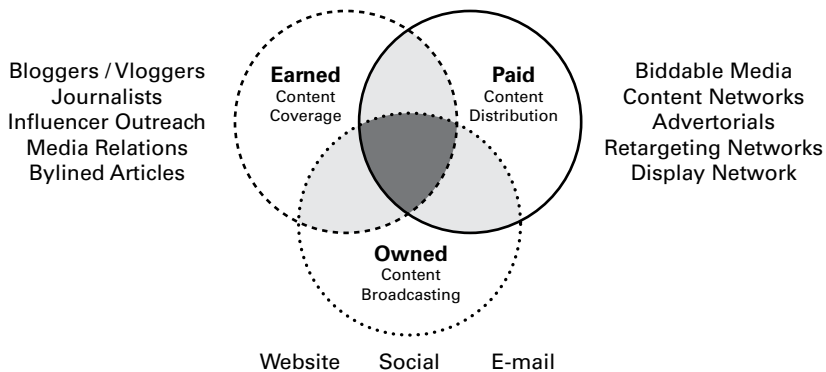 Bloggers / Vloggers
Journalists
Influencer Outreach
Media Relations
Bylined Articles
Earned
Content
Coverage
Paid
Content
Distribution
Biddable Media
Content Networks
Advertorials
Retargeting Networks
Display Network
Owned
Content
Broadcasting
Website Social E-mail